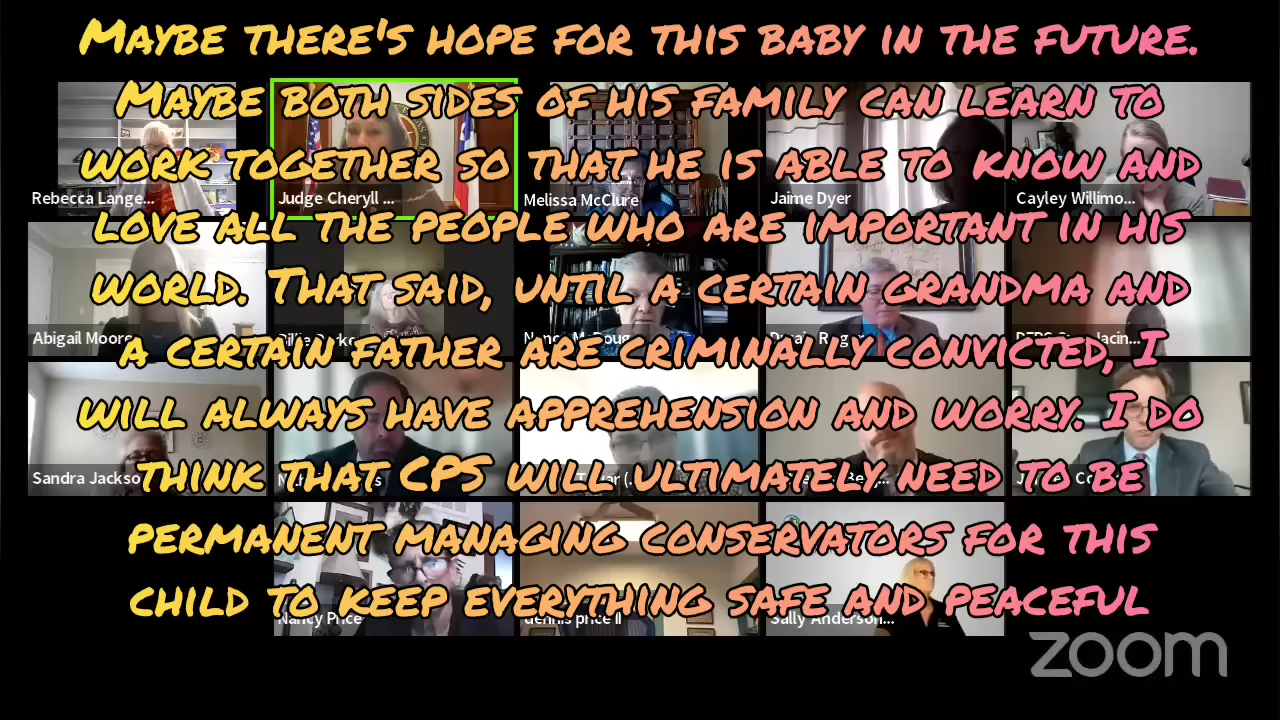 Maybe there's hope for this baby in the future.
Maybe both sides of his family can learn to
work together so that he is able to know and
Rebecca Lange...
Judge Cheryll ...
Melissa McClure
Jaime Dyer
Cayley Willimo...
love all the people who are important in his
world. That said, until a certain grandma and
Abigail Moore
a certain father are criminally convicted, I
will always have apprehension and worry. I do
Sandra Jackso
think that CPS will ultimately need to be
permanent managing conservators for this
child to keep everything safe and peaceful
Nancy Price
dennis price II
Sally Anderson...
zoom